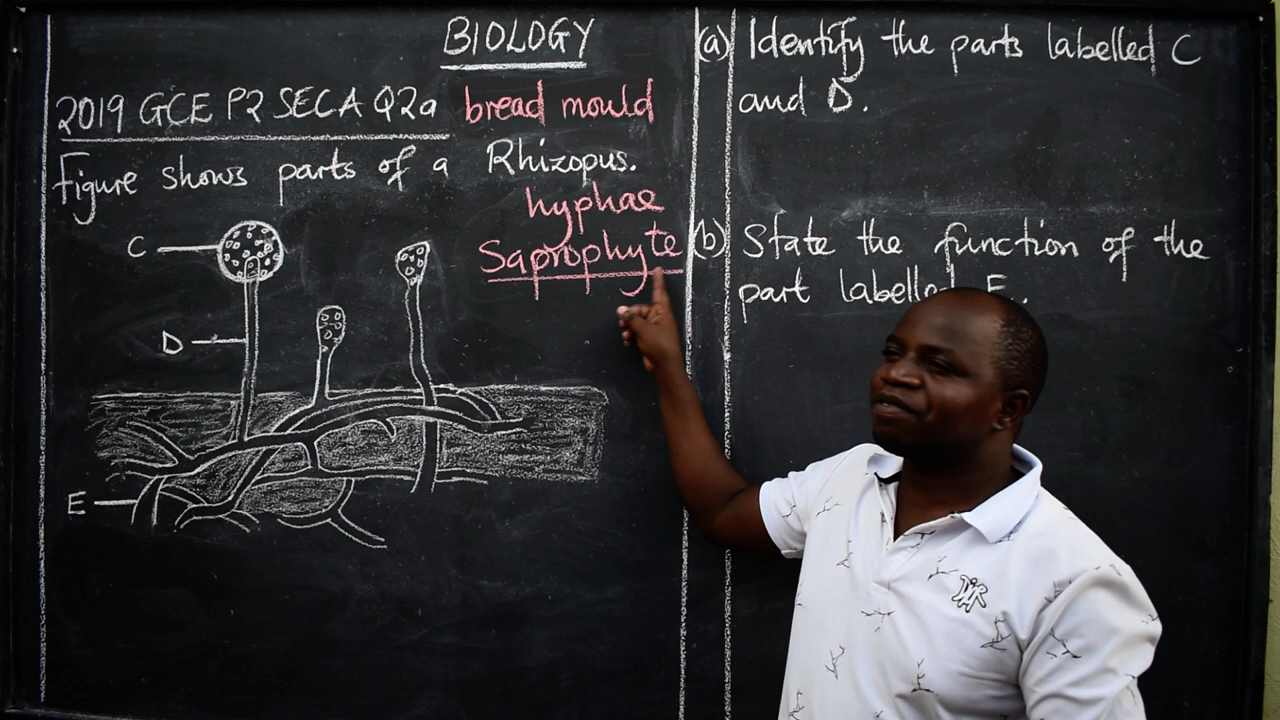 BIOLOGY
2019 GCE P2 SEC A Q2a bread mould
Figure shows parts of a Rhizopus.
hyphae
Saprophyte
C
D
E
(a) Identify the parts labelled C
and D.
(b) State the function of the
part labelled E.